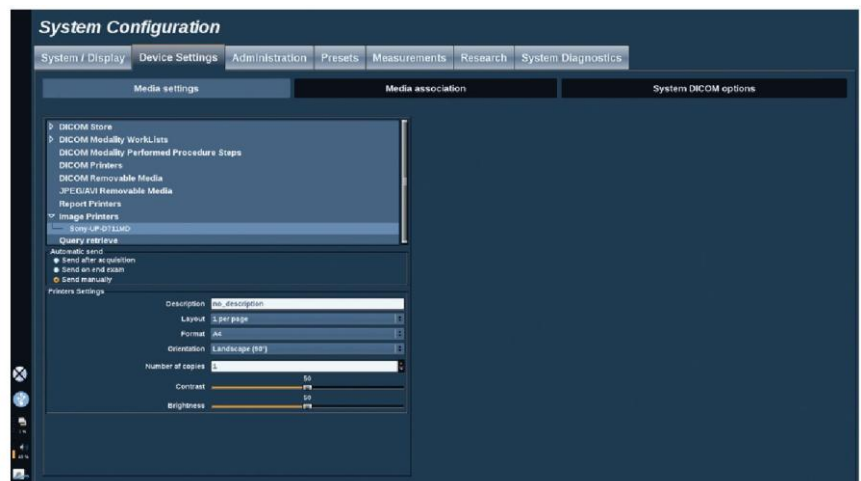 System Configuration
System / Display Device Settings Administration Presets Measurements Research System Diagnostics
Media settings Media association System DICOM options
DICOM Store
DICOM Modality WorkLists
DICOM Modality Performed Procedure Steps
DICOM Printers
DICOM Removable Media
JPEG/AVI Removable Media
Report Printers
Image Printers
Sony-UP-D711MD
Query retrieve
Automatic send
Send after acquisition
Send on end exam
Send manually
Printers Settings
Description no_description
Layout 1 per page
Format A4
Orientation Landscape (90°)
Number of copies 1
50
Contrast
50
Brightness